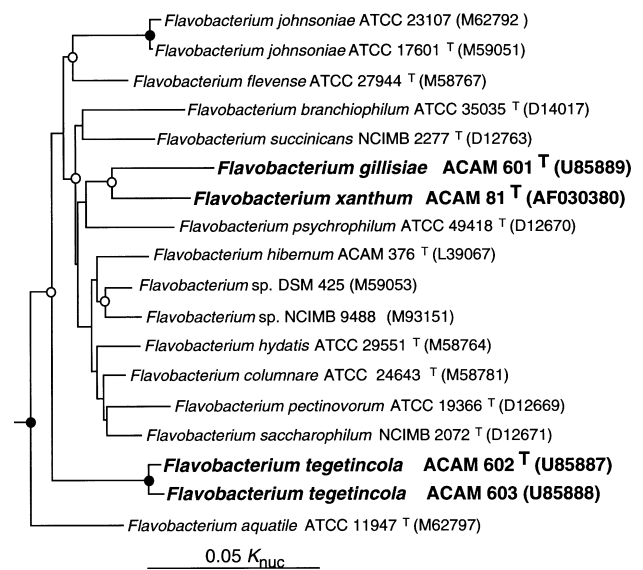 Flavobacterium johnsoniae ATCC 23107 (M62792 )
Flavobacterium johnsoniae ATCC 17601 T (M59051)
Flavobacterium flevense ATCC 27944 T (M58767)
Flavobacterium branchiophilum ATCC 35035 T (D14017)
Flavobacterium succinicans NCIMB 2277 T (D12763)
Flavobacterium gillisiae ACAM 601 T (U85889)
Flavobacterium xanthum ACAM 81 T (AF030380)
Flavobacterium psychrophilum ATCC 49418 T (D12670)
Flavobacterium hibernum ACAM 376 T (L39067)
Flavobacterium sp. DSM 425 (M59053)
Flavobacterium sp. NCIMB 9488 (M93151)
Flavobacterium hydatis ATCC 29551 T (M58764)
Flavobacterium columnare ATCC 24643 T (M58781)
Flavobacterium pectinovorum ATCC 19366 T (D12669)
Flavobacterium saccharophilum NCIMB 2072 T (D12671)
Flavobacterium tegetincola ACAM 602 T (U85887)
Flavobacterium tegetincola ACAM 603 (U85888)
Flavobacterium aquatile ATCC 11947 T (M62797)
0.05 Knuc